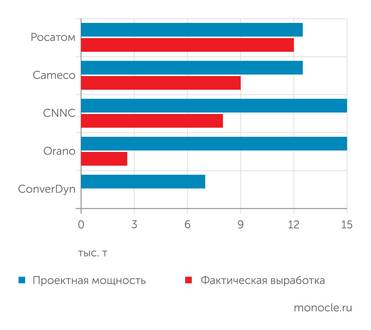 Росатом
Cameco
CNNC
Orano
ConverDyn
0 3 6 9 12 15
тыс. т
Проектная мощность Фактическая выработка
monocle.ru